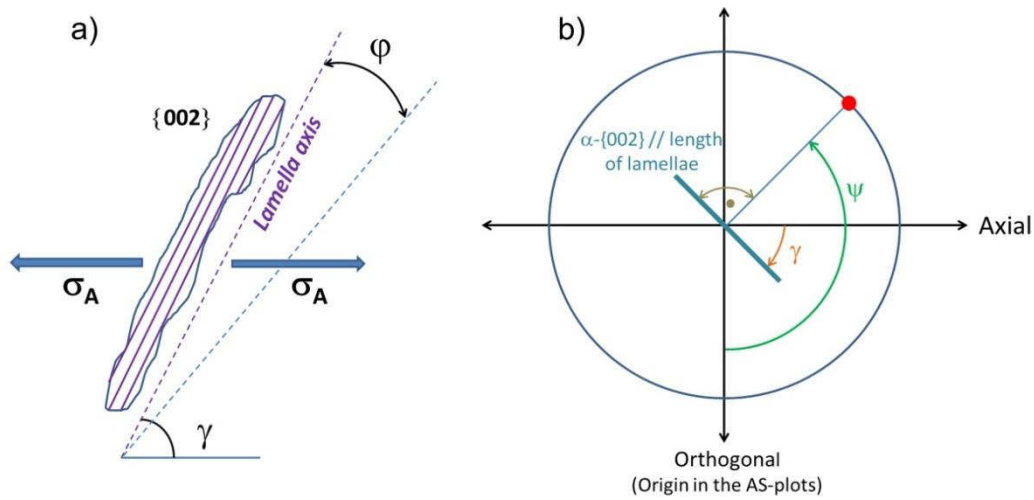 a)
φ
{002}
Lamella axis
σA
σA
γ
b)
α-{002} // length
of lamellae
ψ
Axial
γ
Orthogonal
(Origin in the AS-plots)